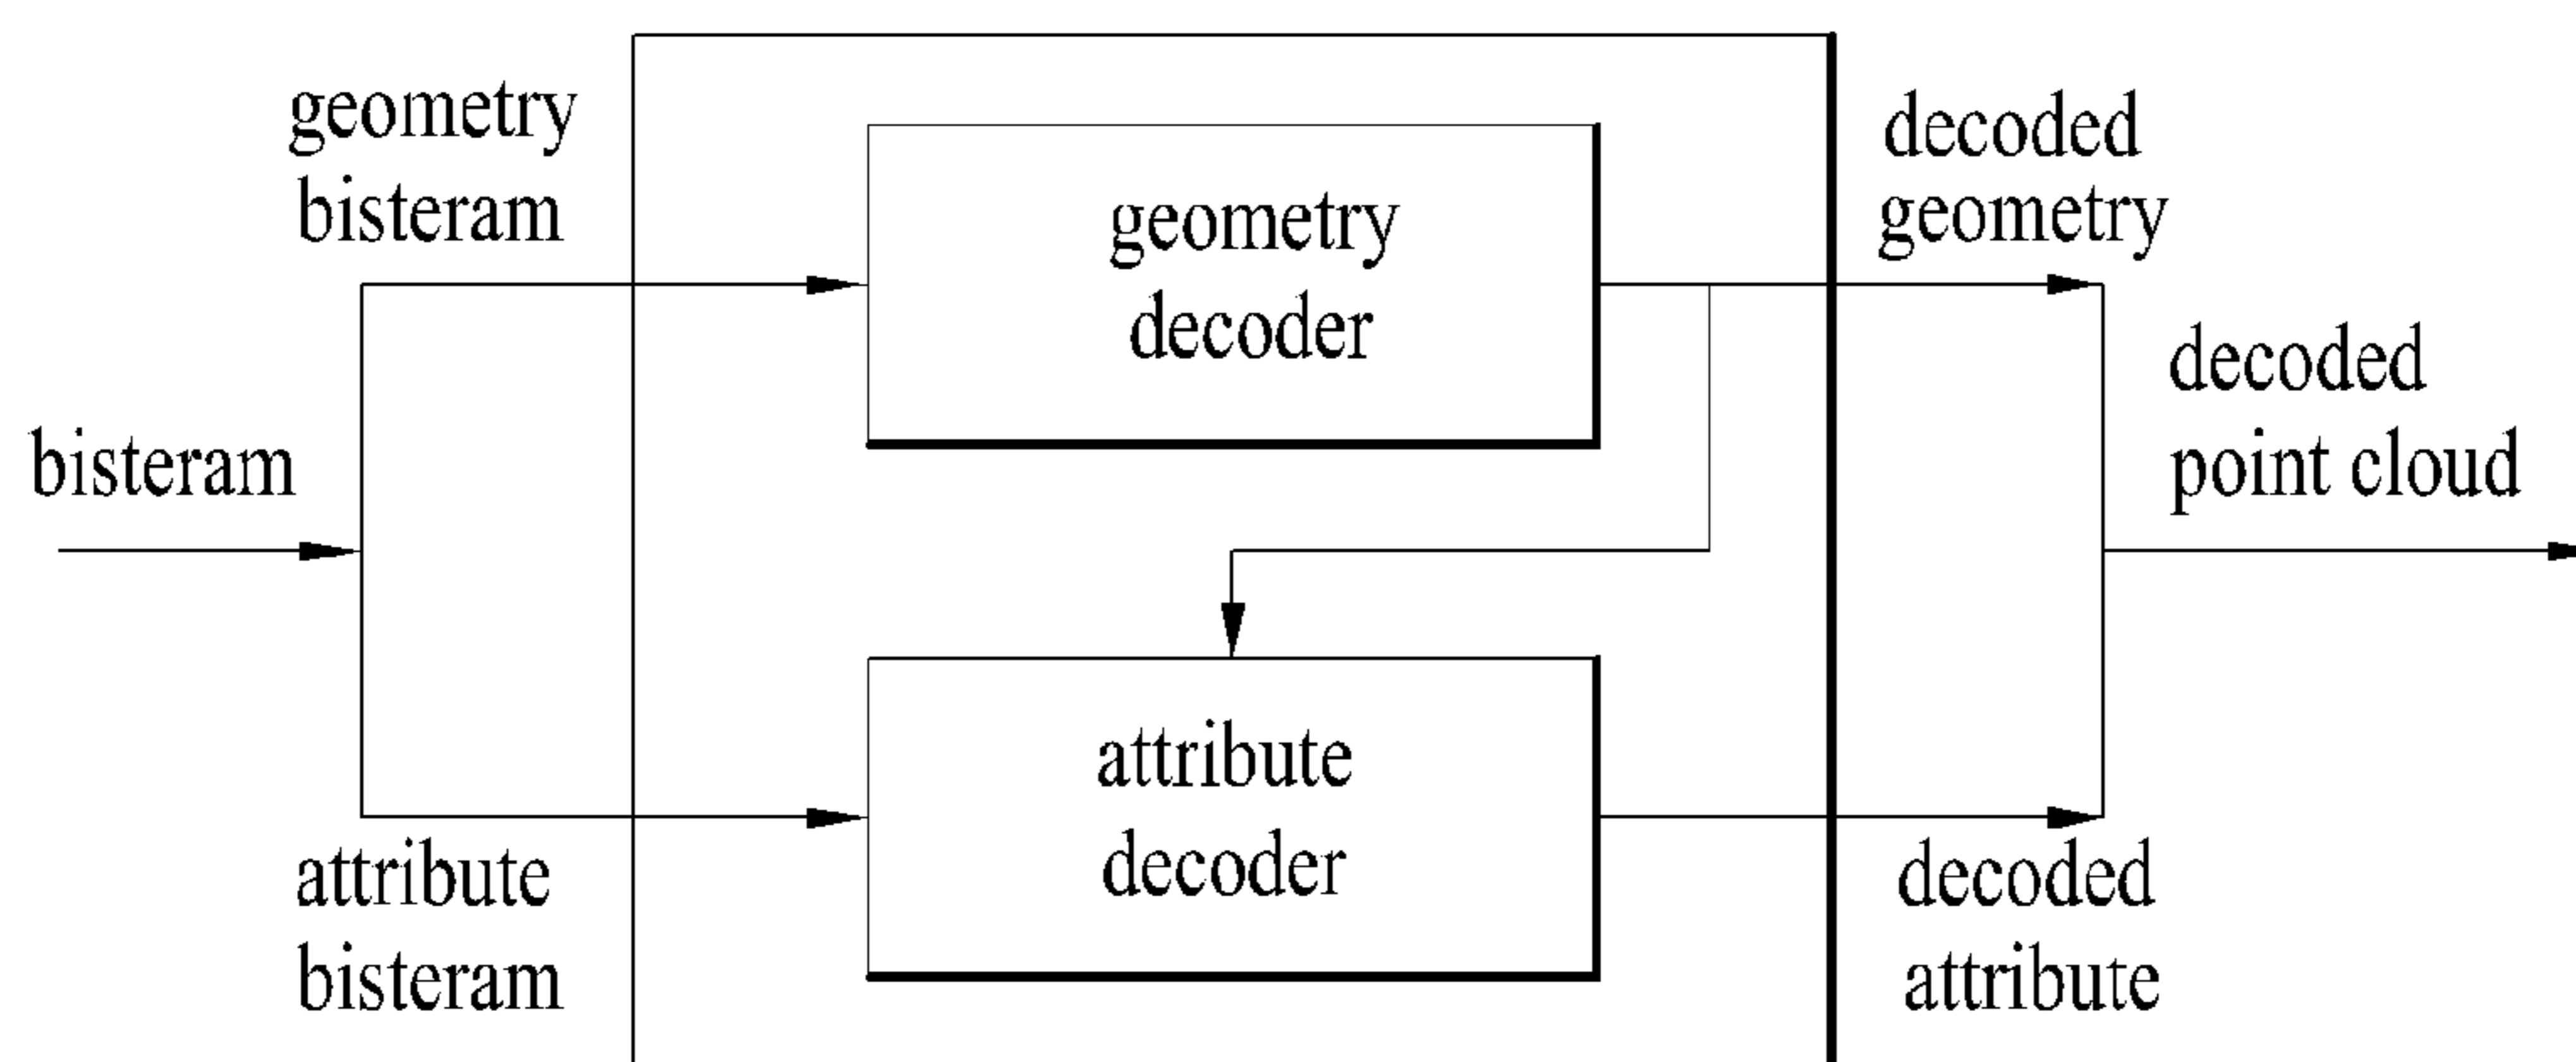 geometry
bisteram
geometry
decoder
decoded
geometry
bisteram
decoded
point cloud
attribute
decoder
attribute
bisteram
decoded
attribute